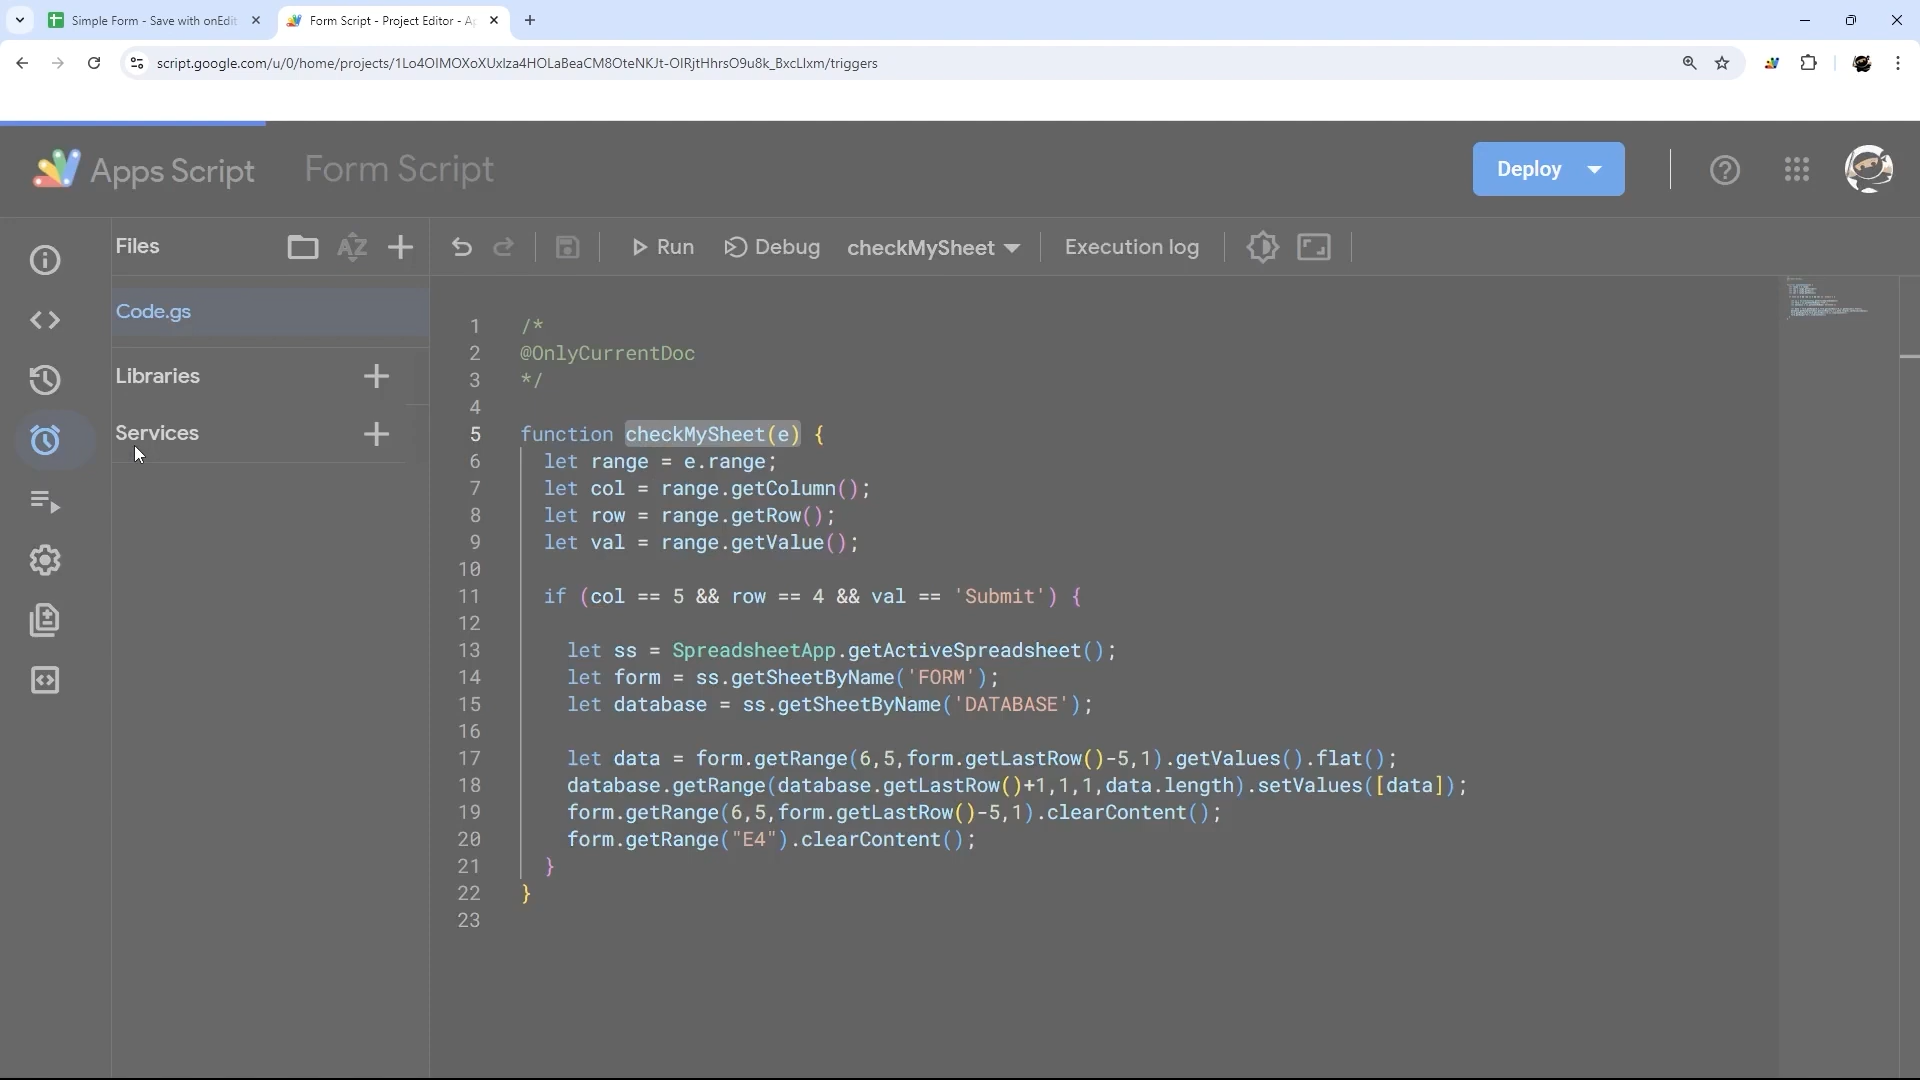 Simple Form - Save with onEdit
Form Script - Project Editor - A
script.google.com/u/0/home/projects/1Lo4OIMOXoXUxlza4HOLaBeaCM8OteNKJt-OIRjtHhrsO9u8k_BxcLlxm/triggers
Apps Script
Form Script
Deploy
Files
AZ
Run
Debug
checkMySheet
Execution log
Code.gs
Libraries
Services
1 /*
2 @OnlyCurrentDoc
3 */
4
5 function checkMySheet(e) {
6 let range = e.range;
7 let col = range.getColumn();
8 let row = range.getRow();
9 let val = range.getValue();
10
11 if (col == 5 && row == 4 && val == 'Submit') {
12
13 let ss = SpreadsheetApp.getActiveSpreadsheet();
14 let form = ss.getSheetByName('FORM');
15 let database = ss.getSheetByName('DATABASE');
16
17 let data = form.getRange(6,5,form.getLastRow()-5,1).getValues().flat();
18 database.getRange(database.getLastRow()+1,1,1,data.length).setValues([data]);
19 form.getRange(6,5,form.getLastRow()-5,1).clearContent();
20 form.getRange("E4").clearContent();
21 }
22 }
23